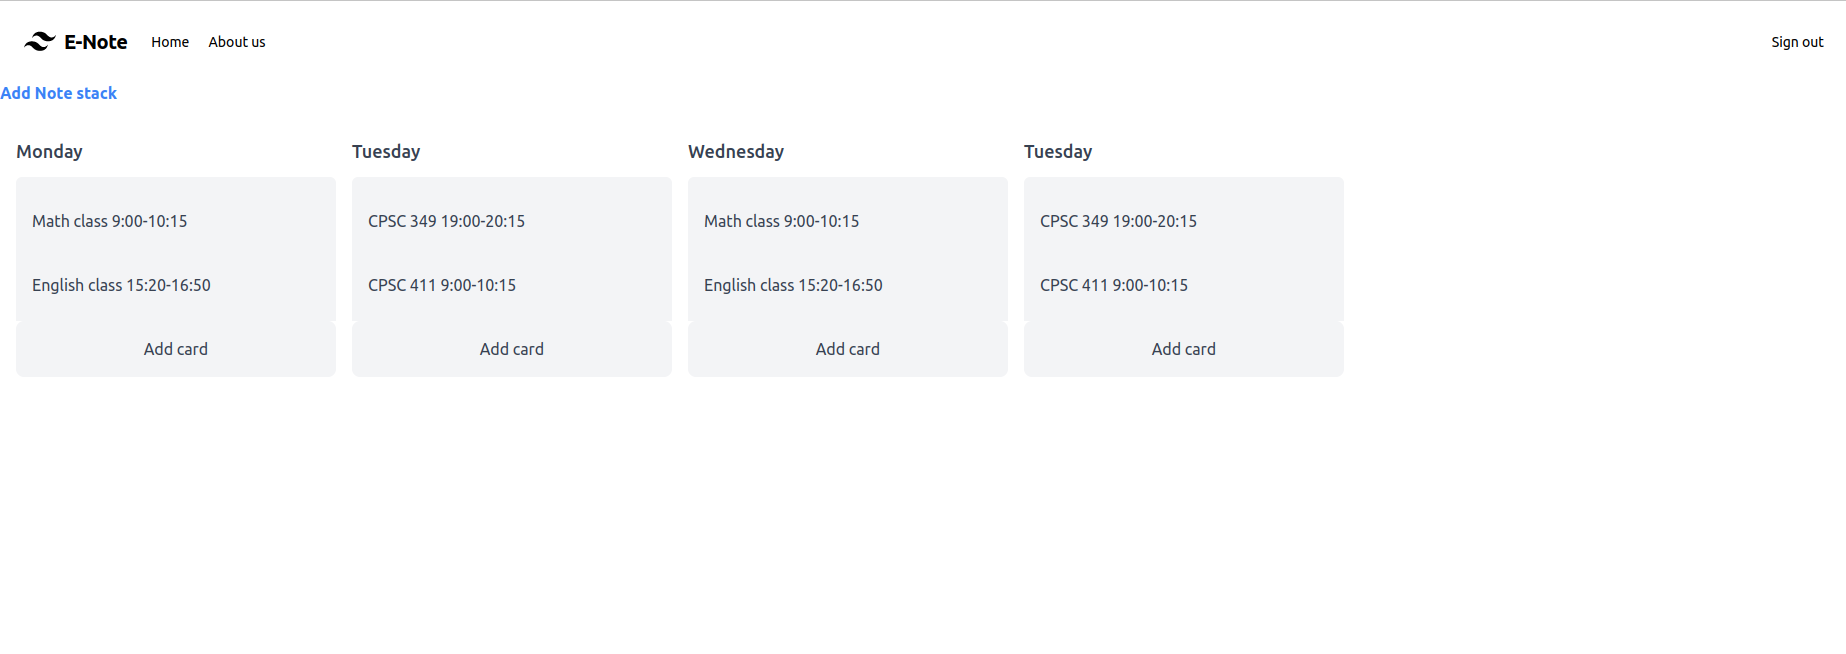 E-Note Home About us Sign out
Add Note stack
Monday
Math class 9:00-10:15
English class 15:20-16:50
Add card
Tuesday
CPSC 349 19:00-20:15
CPSC 411 9:00-10:15
Add card
Wednesday
Math class 9:00-10:15
English class 15:20-16:50
Add card
Tuesday
CPSC 349 19:00-20:15
CPSC 411 9:00-10:15
Add card